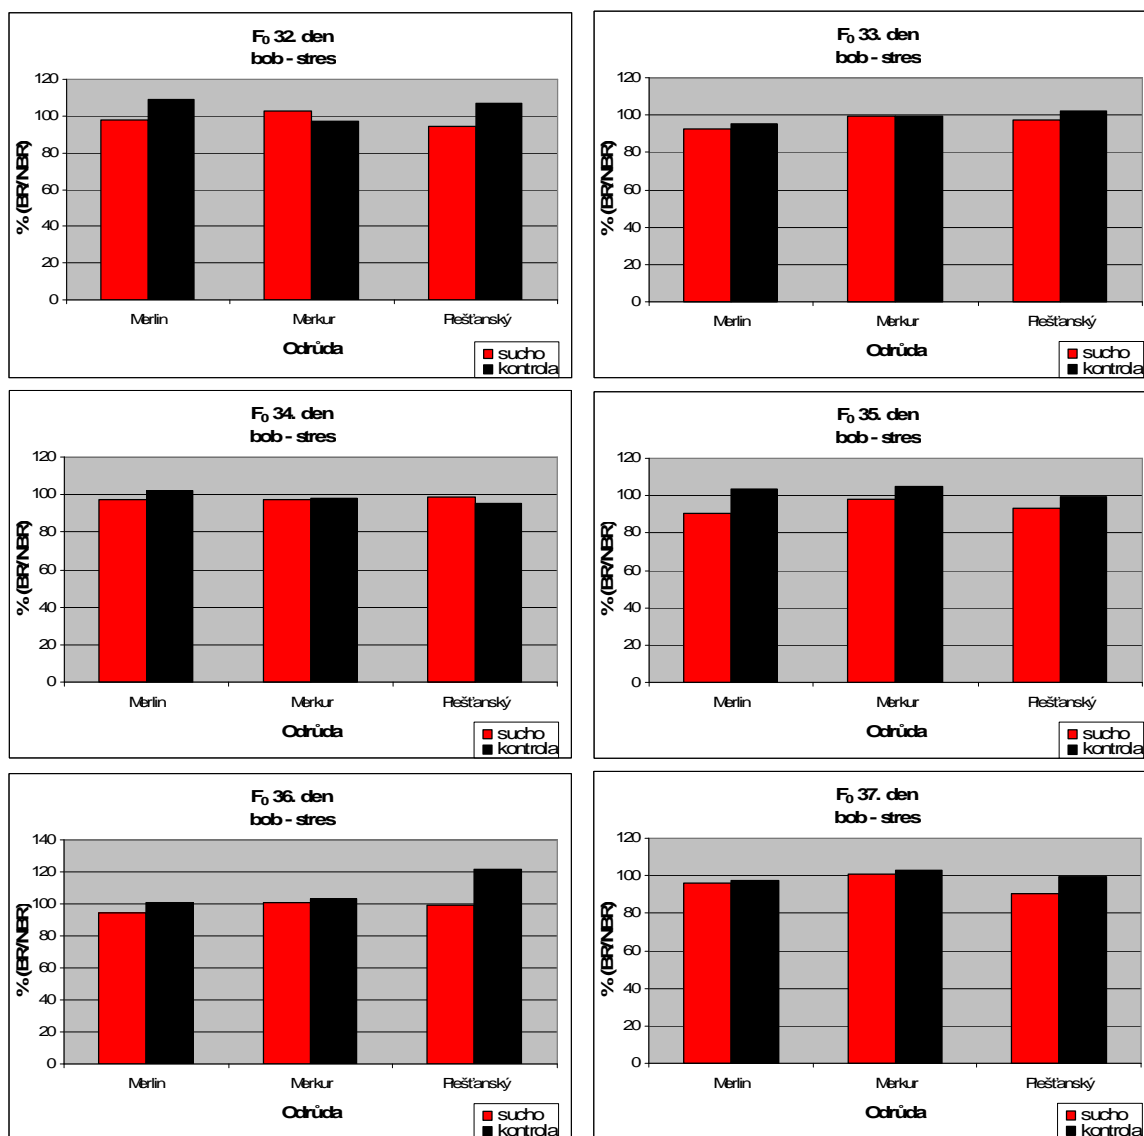 F₀ 32. den
bob - stres
120
100
80
60
40
20
0
% (BR/NBR)
Merlin Merkur Piešťanský
Odrůda
sucho
kontrola
F₀ 33. den
bob - stres
120
100
80
60
40
20
0
% (BR/NBR)
Merlin Merkur Piešťanský
Odrůda
sucho
kontrola
F₀ 34. den
bob - stres
120
100
80
60
40
20
0
% (BR/NBR)
Merlin Merkur Piešťanský
Odrůda
sucho
kontrola
F₀ 35. den
bob - stres
120
100
80
60
40
20
0
% (BR/NBR)
Merlin Merkur Piešťanský
Odrůda
sucho
kontrola
F₀ 36. den
bob - stres
140
120
100
80
60
40
20
0
% (BR/NBR)
Merlin Merkur Piešťanský
Odrůda
sucho
kontrola
F₀ 37. den
bob - stres
120
100
80
60
40
20
0
% (BR/NBR)
Merlin Merkur Piešťanský
Odrůda
sucho
kontrola